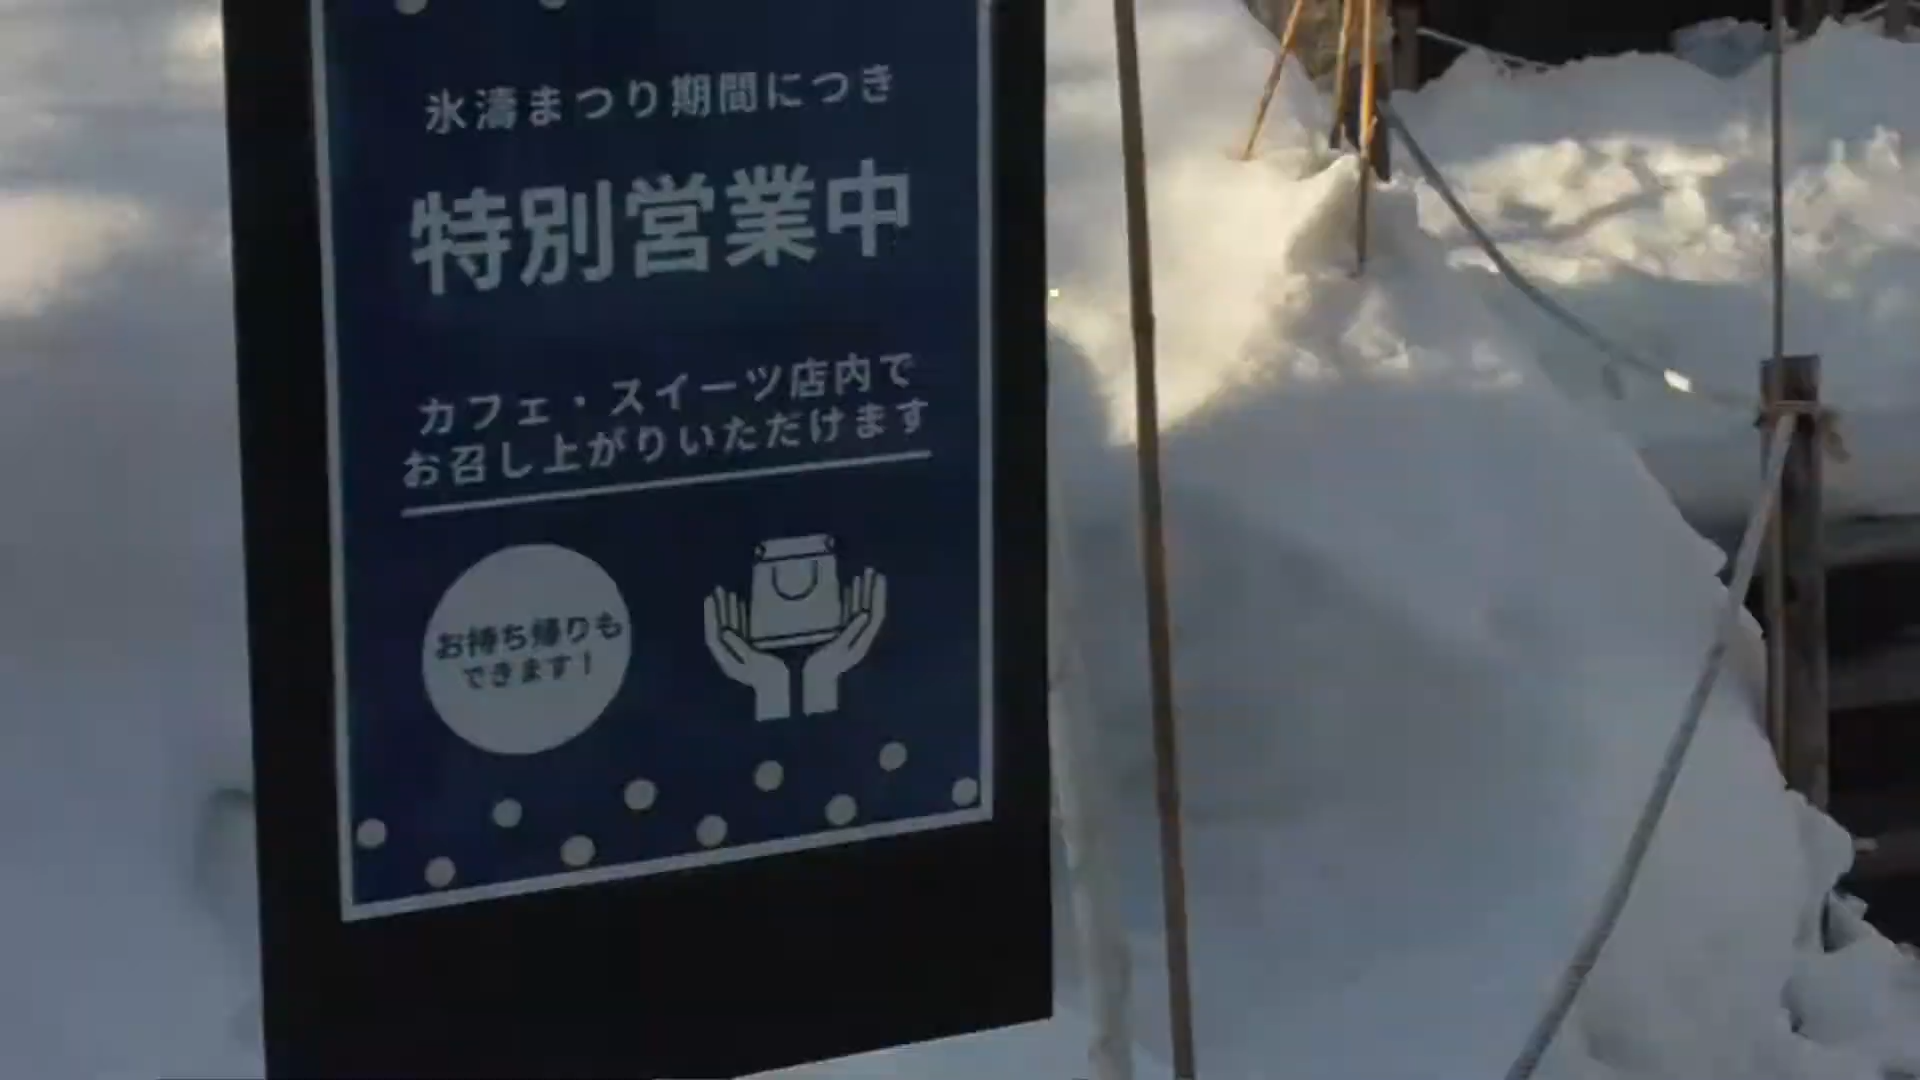 氷濤まつり期間につき
特別営業中
カフェ・スイーツ店内で
お召し上がりいただけます
お持ち帰りも
できます!